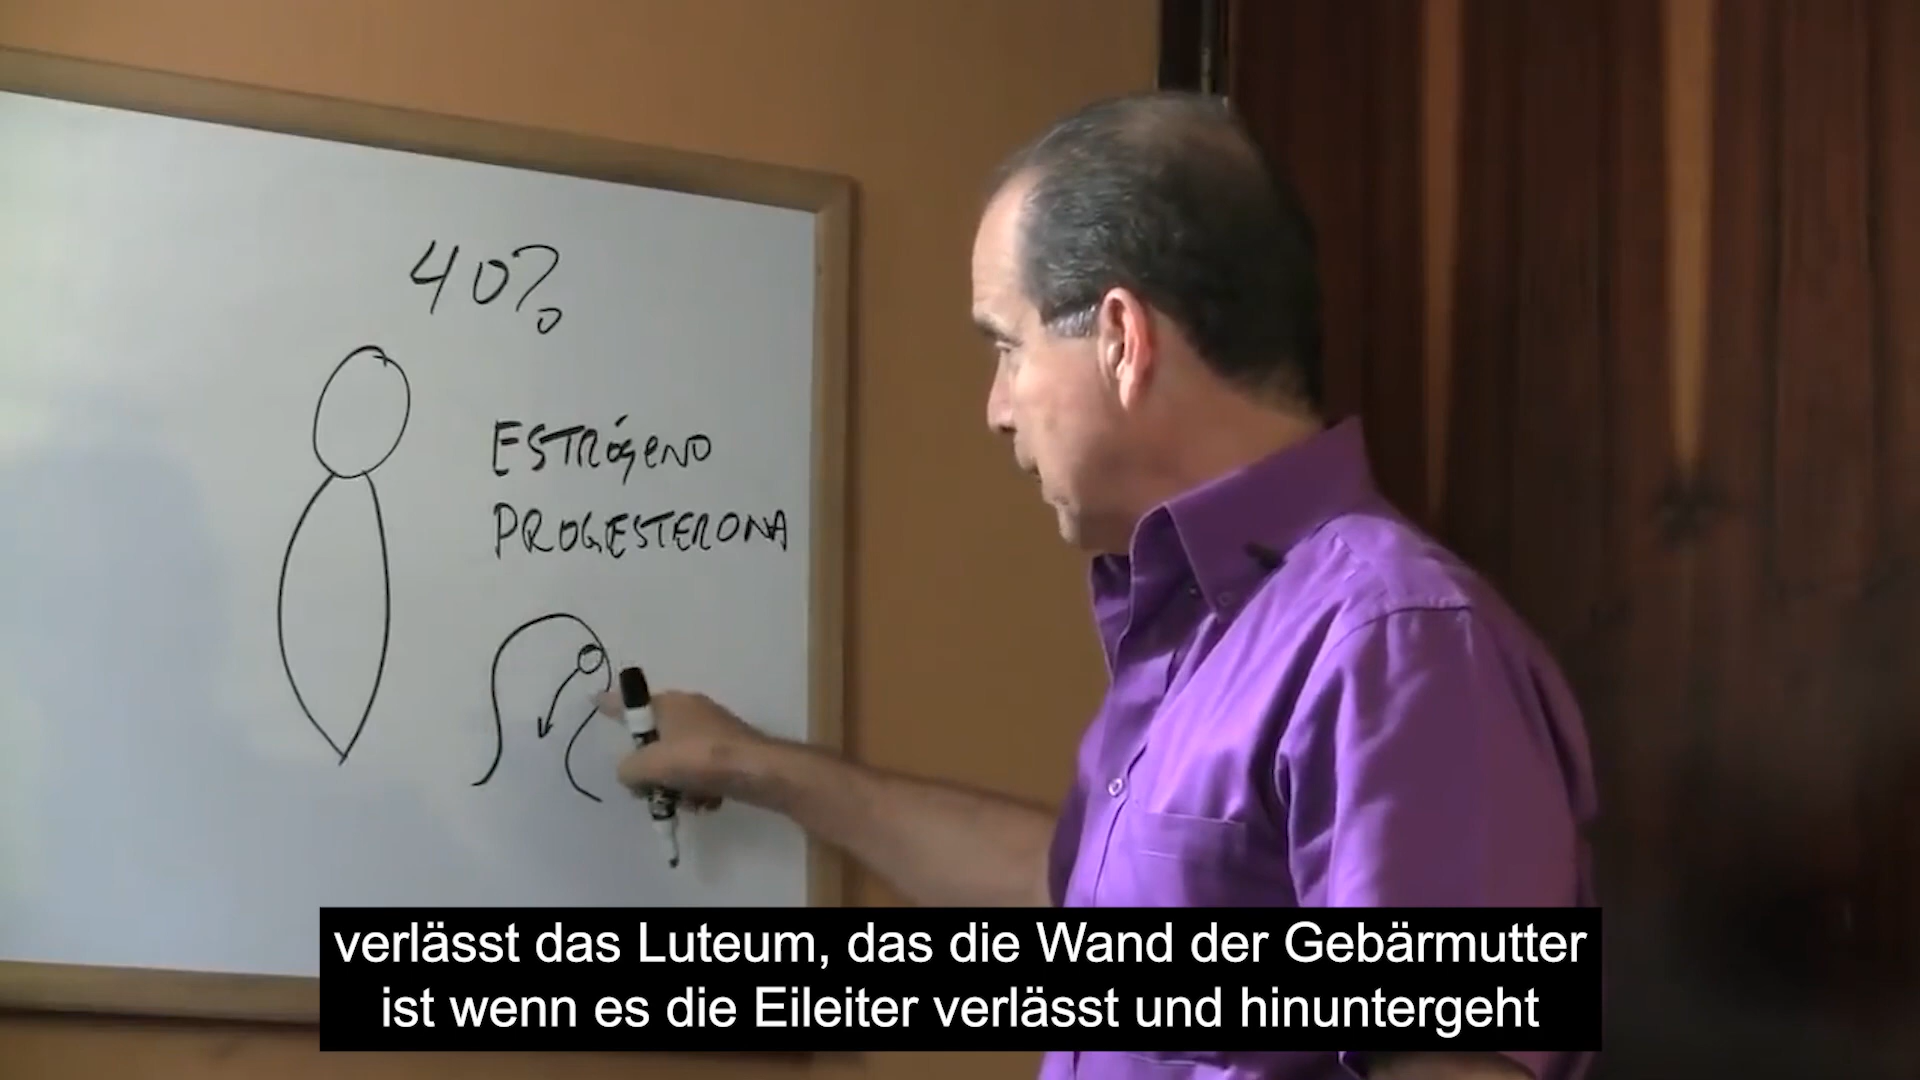 40%
ESTRÓGENO
PROGESTERONA
verlässt das Luteum, das die Wand der Gebärmutter
ist wenn es die Eileiter verlässt und hinuntergeht